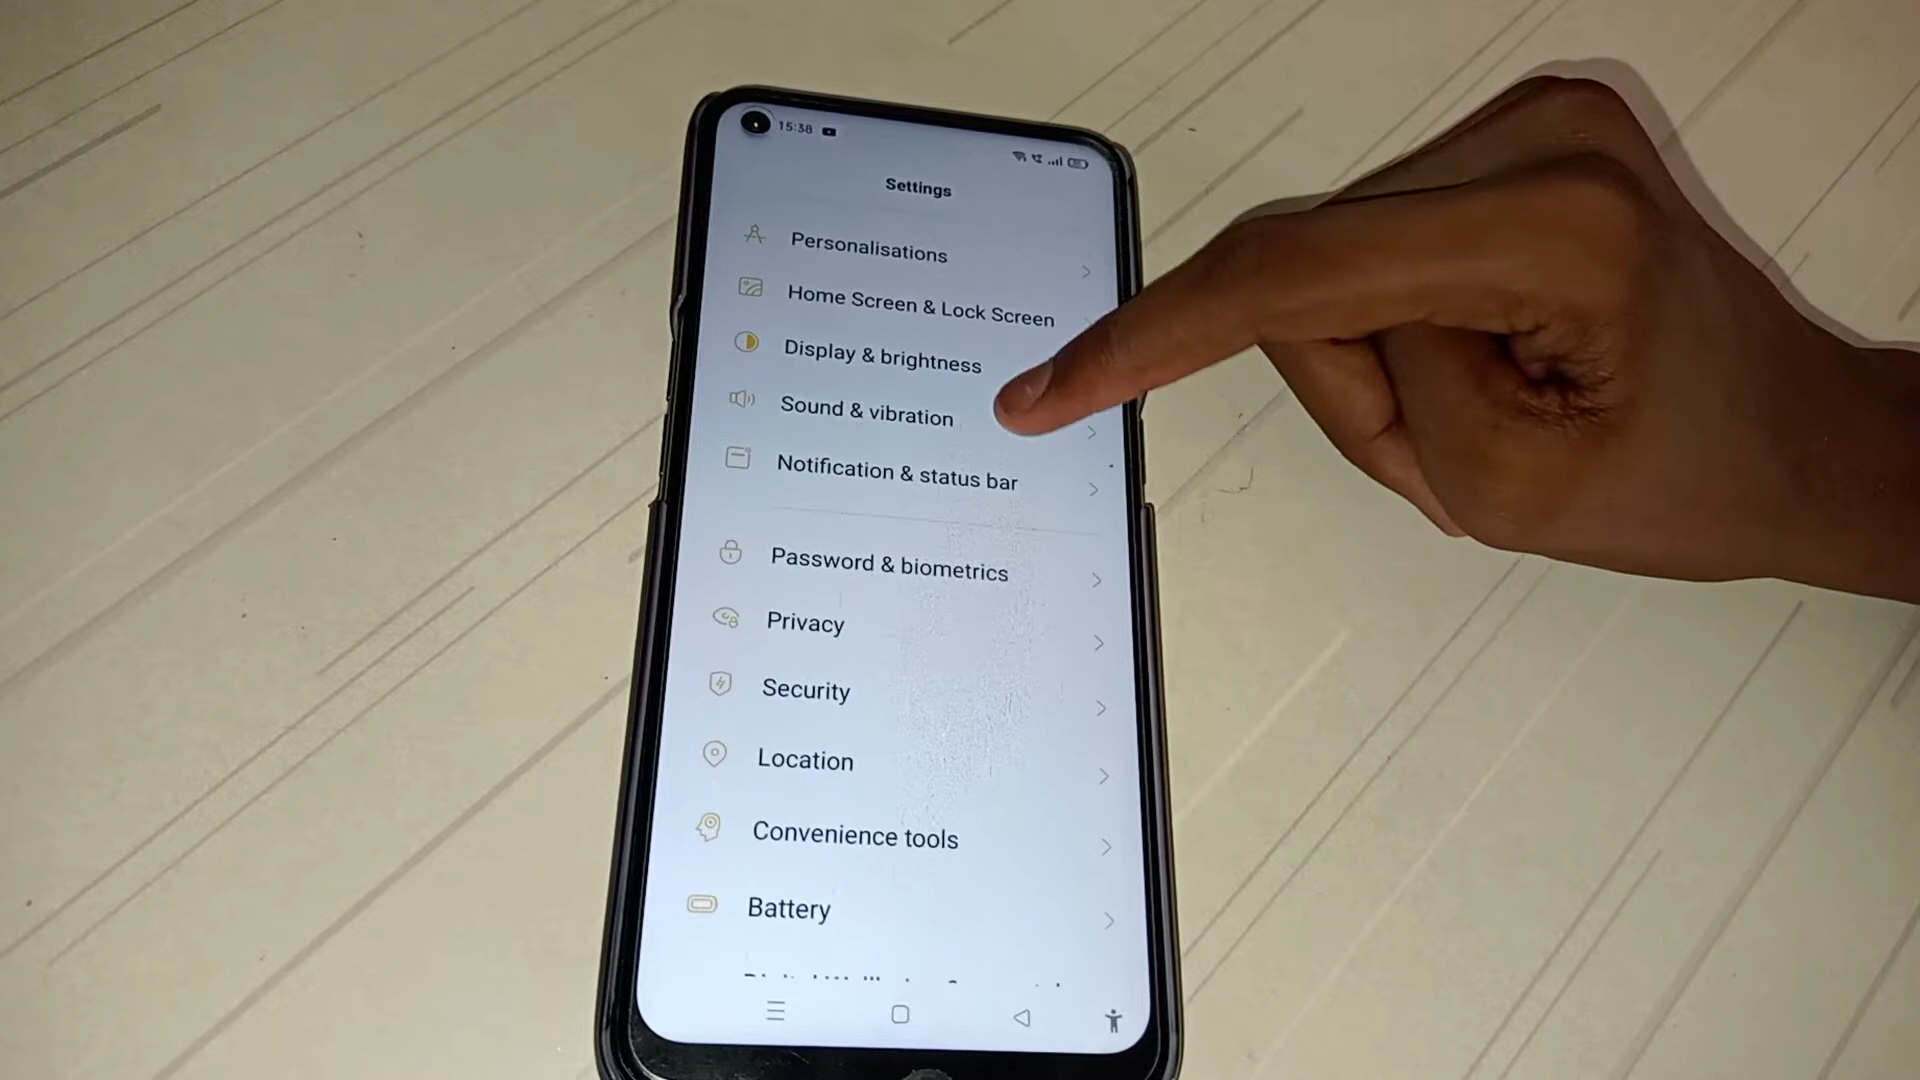 15:38
Settings
Personalisations
Home Screen & Lock Screen
Display & brightness
Sound & vibration
Notification & status bar
Password & biometrics
Privacy
Security
Location
Convenience tools
Battery